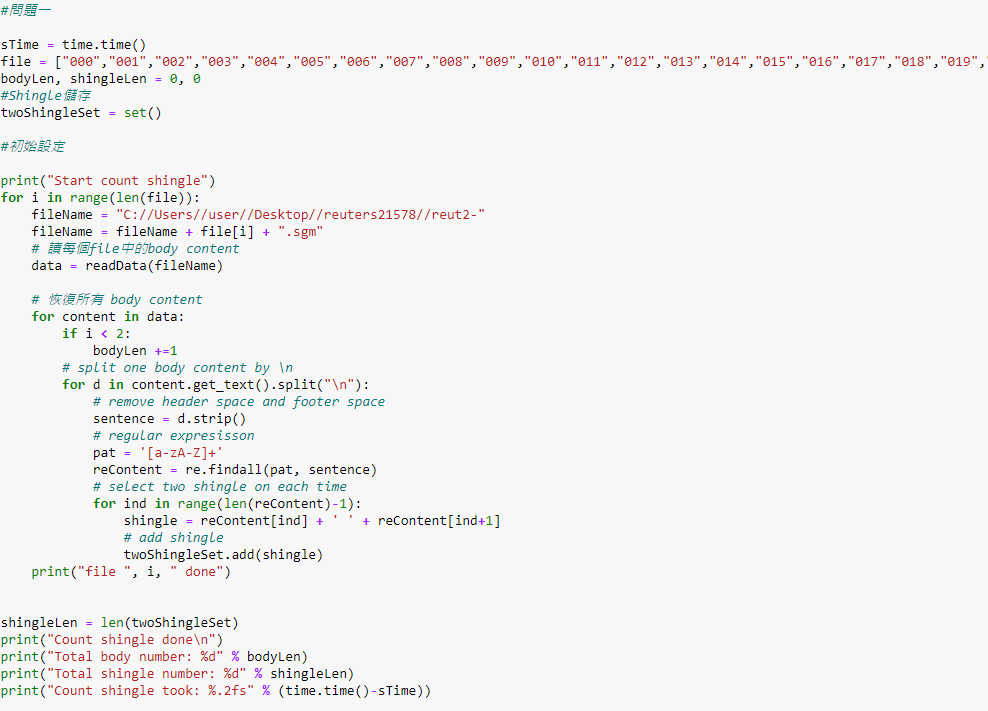 #問題一
sTime = time.time()
file = ["000","001","002","003","004","005","006","007","008","009","010","011","012","013","014","015","016","017","018","019",
bodyLen, shingleLen = 0, 0
#Shingle儲存
twoShingleSet = set()
#初始設定
print("Start count shingle")
for i in range(len(file)):
    fileName = "C://Users//user//Desktop//reuters21578//reut2-"
    fileName = fileName + file[i] + ".sgm"
    # 讀每個file中的body content
    data = readData(fileName)
    # 恢復所有 body content
    for content in data:
        if i < 2:
            bodyLen +=1
        # split one body content by \n
        for d in content.get_text().split("\n"):
            # remove header space and footer space
            sentence = d.strip()
            # regular expresisson
            pat = '[a-zA-Z]+'
            reContent = re.findall(pat, sentence)
            # select two shingle on each time
            for ind in range(len(reContent)-1):
                shingle = reContent[ind] + ' ' + reContent[ind+1]
                # add shingle
                twoShingleSet.add(shingle)
    print("file ", i, " done")
shingleLen = len(twoShingleSet)
print("Count shingle done\n")
print("Total body number: %d" % bodyLen)
print("Total shingle number: %d" % shingleLen)
print("Count shingle took: %.2fs" % (time.time()-sTime))